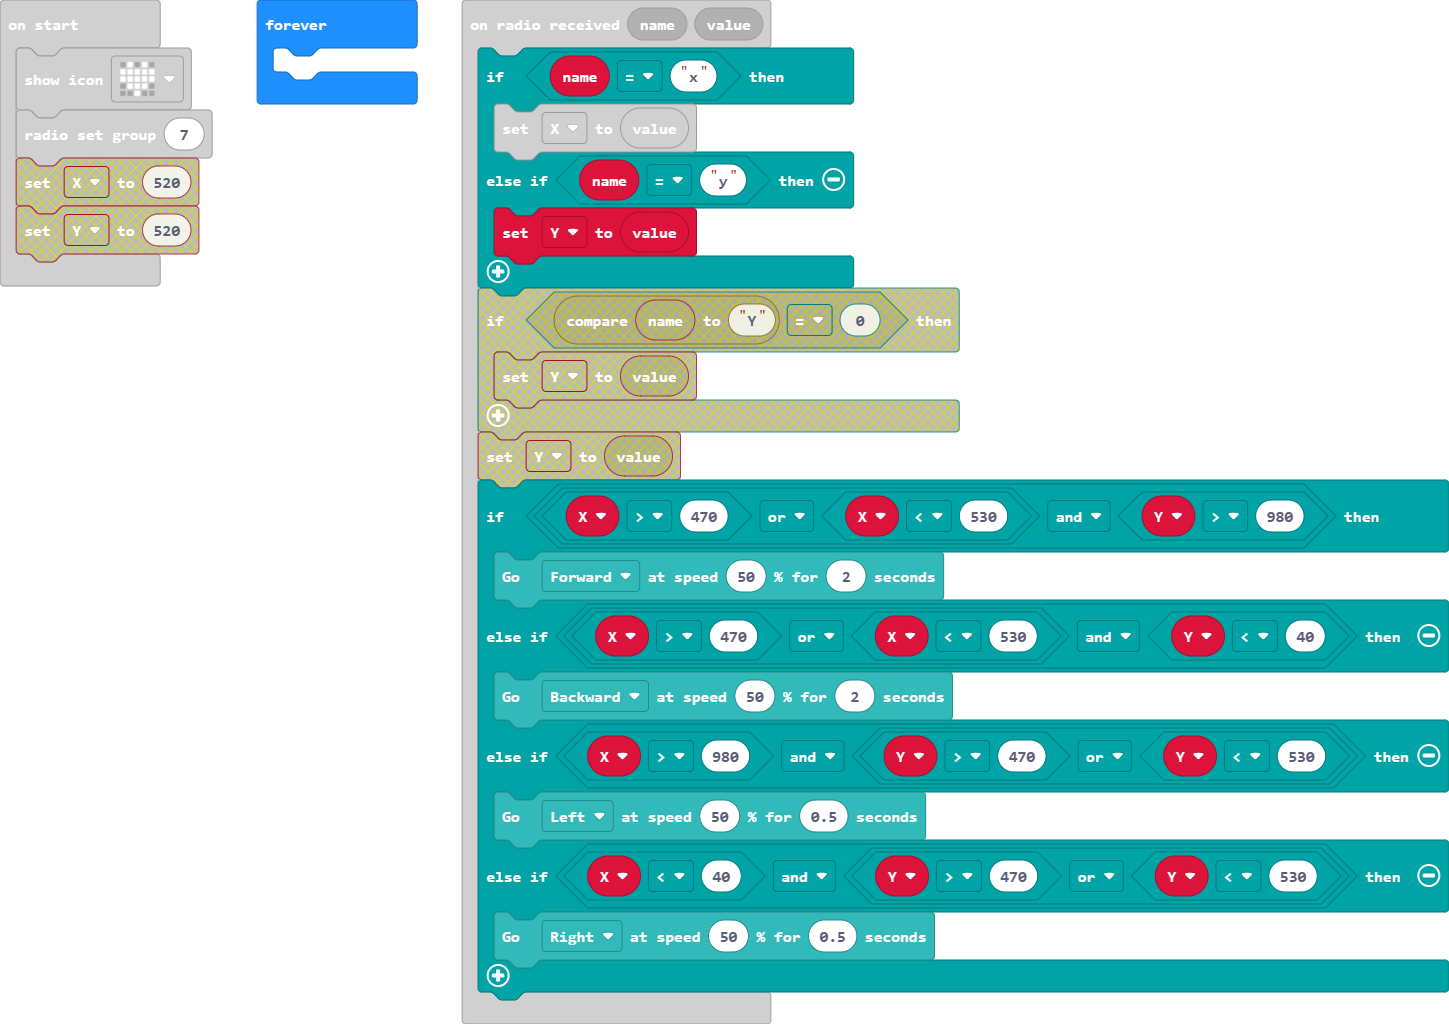 on start
show icon
radio set group 7
set X to 520
set Y to 520
forever
on radio received name value
if name = "x" then
set X to value
else if name = "y" then
set Y to value
if compare name to "Y" = 0 then
set Y to value
set Y to value
if X > 470 or X < 530 and Y > 980 then
Go Forward at speed 50 % for 2 seconds
else if X > 470 or X < 530 and Y < 40 then
Go Backward at speed 50 % for 2 seconds
else if X > 980 and Y > 470 or Y < 530 then
Go Left at speed 50 % for 0.5 seconds
else if X < 40 and Y > 470 or Y < 530 then
Go Right at speed 50 % for 0.5 seconds